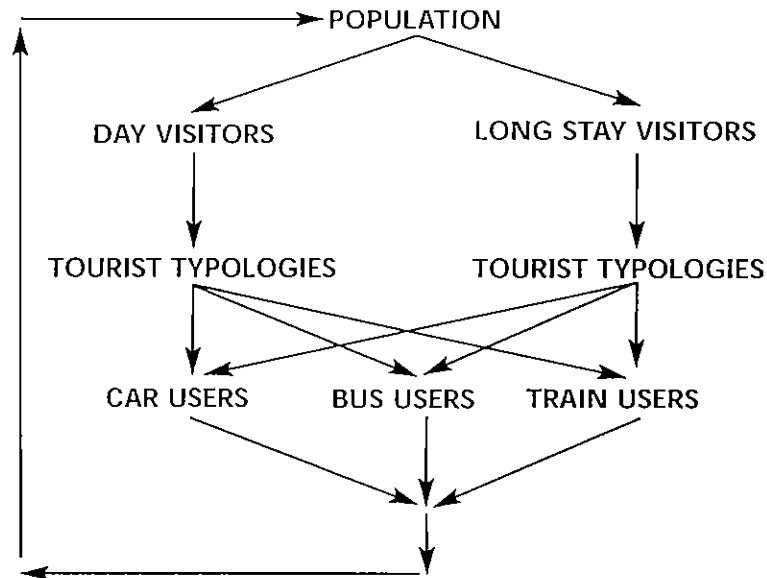 POPULATION
DAY VISITORS
LONG STAY VISITORS
TOURIST TYPOLOGIES
TOURIST TYPOLOGIES
CAR USERS
BUS USERS
TRAIN USERS